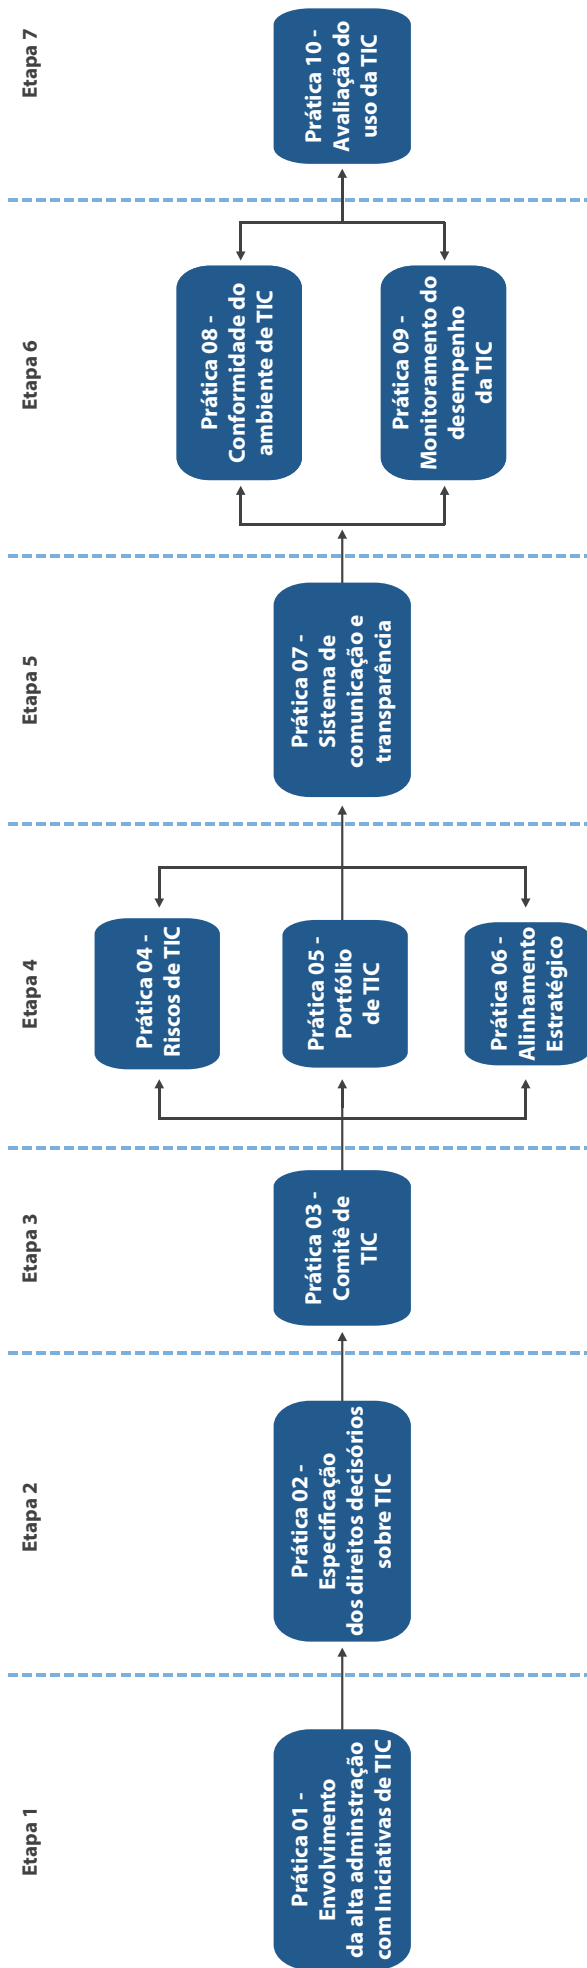 Etapa 1
Prática 01 -
Envolvimento
da alta adminstração
com Iniciativas de TIC
Etapa 2
Prática 02 -
Especificação
dos direitos decisórios
sobre TIC
Etapa 3
Prática 03 -
Comitê de
TIC
Etapa 4
Prática 04 -
Riscos de TIC
Prática 05 -
Portfólio
de TIC
Prática 06 -
Alinhamento
Estratégico
Etapa 5
Prática 07 -
Sistema de
comunicação e
transparência
Etapa 6
Prática 08 -
Conformidade do
ambiente de TIC
Prática 09 -
Monitoramento do
desempenho
da TIC
Etapa 7
Prática 10 -
Avaliação do
uso da TIC